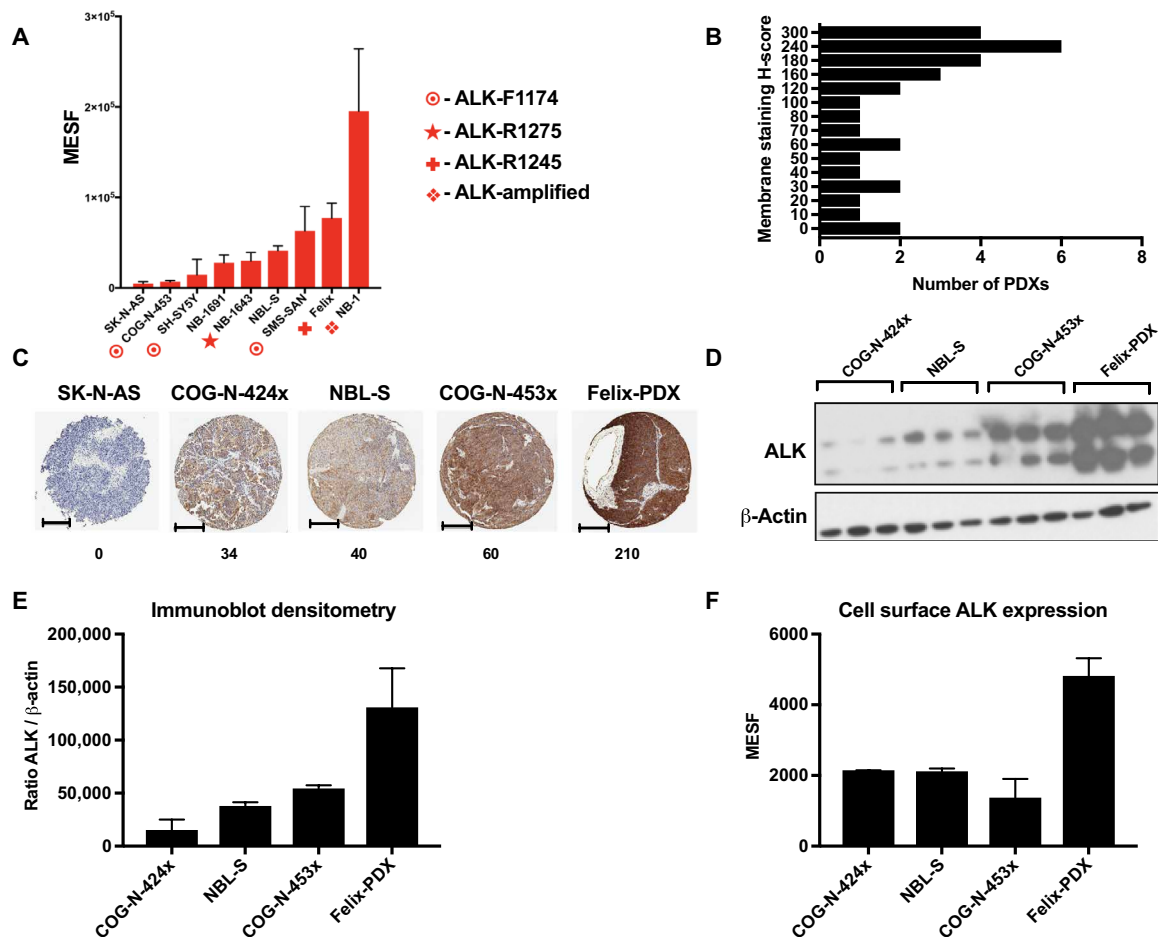 A
MESF
3×10⁵
2×10⁵
1×10⁵
0
SK-N-AS
COG-N-453
SH-SY5Y
NB-1691
NB-1643
NBL-S
SMS-SAN
Felix
NB-1
- ALK-F1174
- ALK-R1275
- ALK-R1245
- ALK-amplified
B
Membrane staining H-score
300
240
180
160
120
100
80
70
60
50
40
30
20
10
0
0 2 4 6 8
Number of PDXs
C
SK-N-AS COG-N-424x NBL-S COG-N-453x Felix-PDX
0 34 40 60 210
D
COG-N-424x
NBL-S
COG-N-453x
Felix-PDX
ALK
β-Actin
E
Immunoblot densitometry
Ratio ALK / β-actin
200,000
150,000
100,000
50,000
0
COG-N-424x
NBL-S
COG-N-453x
Felix-PDX
F
Cell surface ALK expression
MESF
6000
4000
2000
0
COG-N-424x
NBL-S
COG-N-453x
Felix-PDX